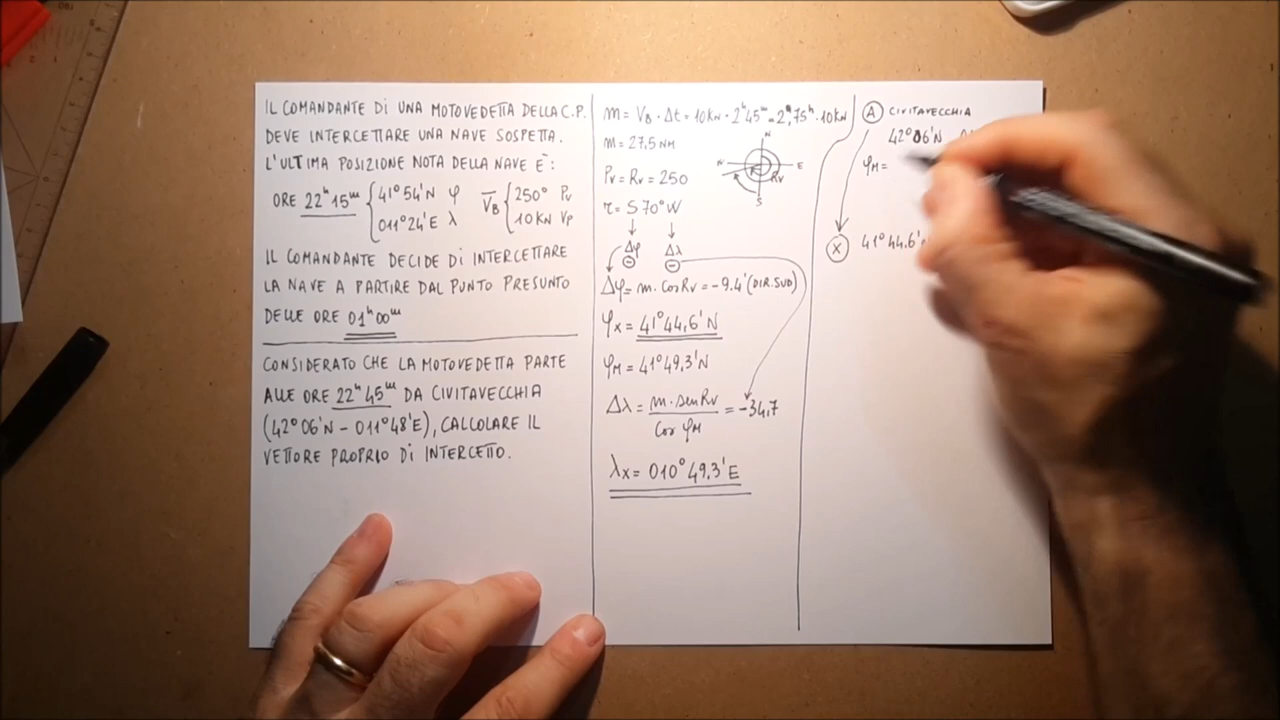 IL COMANDANTE DI UNA MOTOVEDETTA DELLA C.P.
DEVE INTERCETTARE UNA NAVE SOSPETTA.
L'ULTIMA POSIZIONE NOTA DELLA NAVE È:
ORE 22ʰ15ᵐ { 41°54'N φ
011°24'E λ
V̅B { 250° Pv
10KN Vp
IL COMANDANTE DECIDE DI INTERCETTARE
LA NAVE A PARTIRE DAL PUNTO PRESUNTO
DELLE ORE 01ʰ00ᵐ
CONSIDERATO CHE LA MOTOVEDETTA PARTE
ALLE ORE 22ʰ45ᵐ DA CIVITAVECCHIA
(42°06'N - 011°48'E), CALCOLARE IL
VETTORE PROPRIO DI INTERCETTO.
m = VB · Δt = 10KN · 2ʰ45ᵐ = 2,75ʰ · 10KN
m = 27,5 NM
Pv = Rv = 250
N
E
S
Rv
r = S 70° W
Δφ Δλ
⊖ ⊖
Δφ = m · cos Rv = -9.4' (DIR. SUD)
φx = 41°44,6'N
φM = 41°49,3'N
Δλ = m · sen Rv / cos φM = -34,7
λx = 010°49.3'E
A CIVITAVECCHIA
42°06'N
φM =
X 41°44.6'